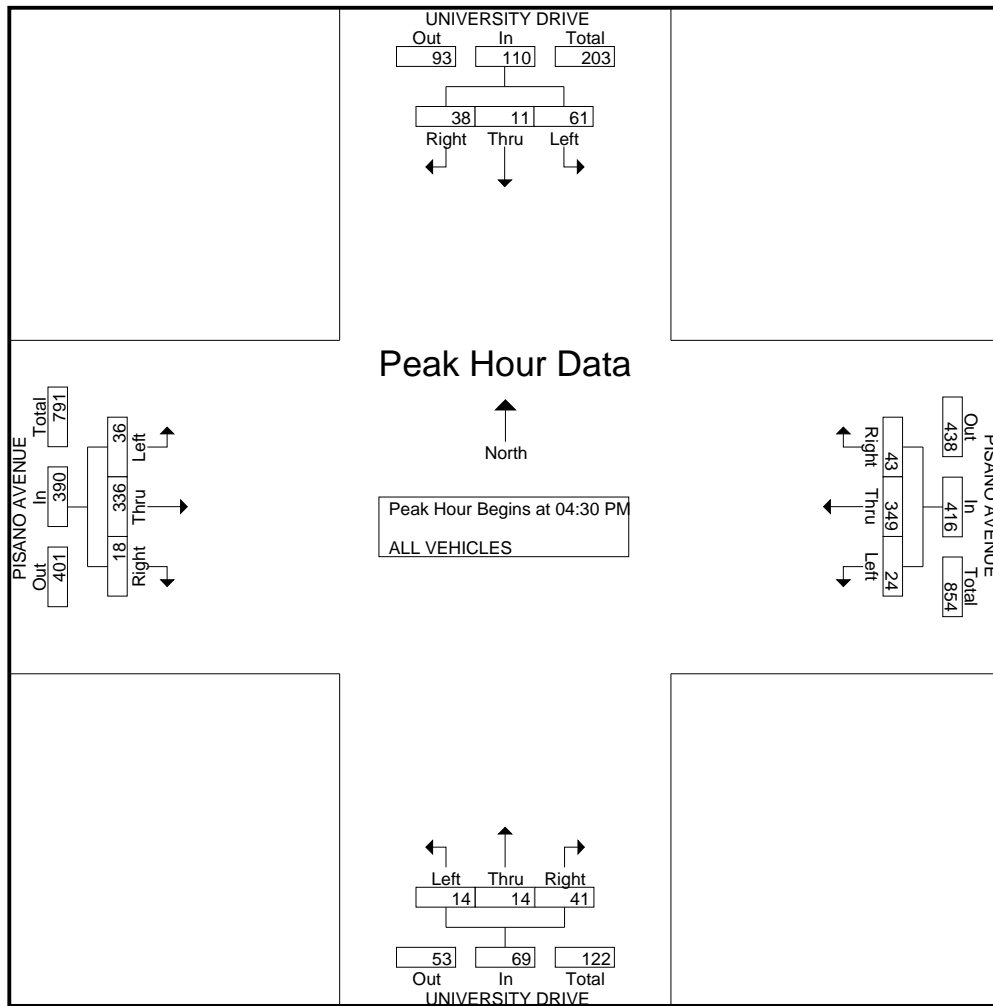 UNIVERSITY DRIVE
Out In Total
93 110 203
38 11 61
Right Thru Left
Peak Hour Data
North
Peak Hour Begins at 04:30 PM
ALL VEHICLES
PISANO AVENUE
Out In Total
401 390 791
18 336 36
Right Thru Left
PISANO AVENUE
Out In Total
438 416 854
43 349 24
Right Thru Left
Left Thru Right
14 14 41
53 69 122
Out In Total
UNIVERSITY DRIVE